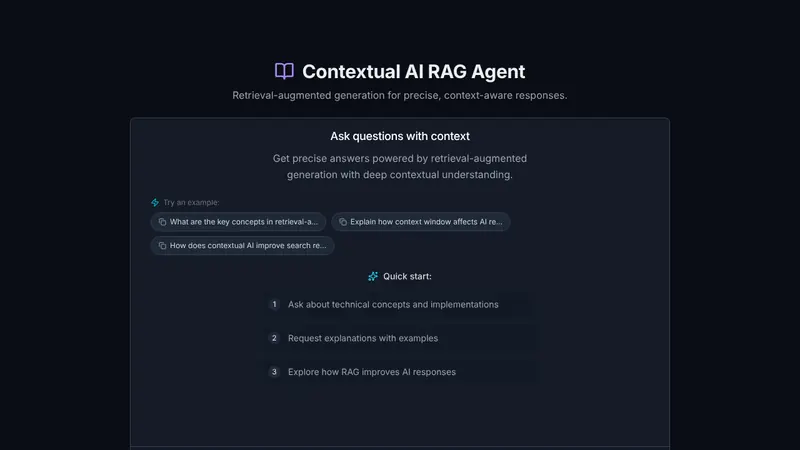 Contextual AI RAG Agent
Retrieval-augmented generation for precise, context-aware responses.
Ask questions with context
Get precise answers powered by retrieval-augmented
generation with deep contextual understanding.
Try an example:
What are the key concepts in retrieval-a...
Explain how context window affects AI re...
How does contextual AI improve search re...
Quick start:
1 Ask about technical concepts and implementations
2 Request explanations with examples
3 Explore how RAG improves AI responses